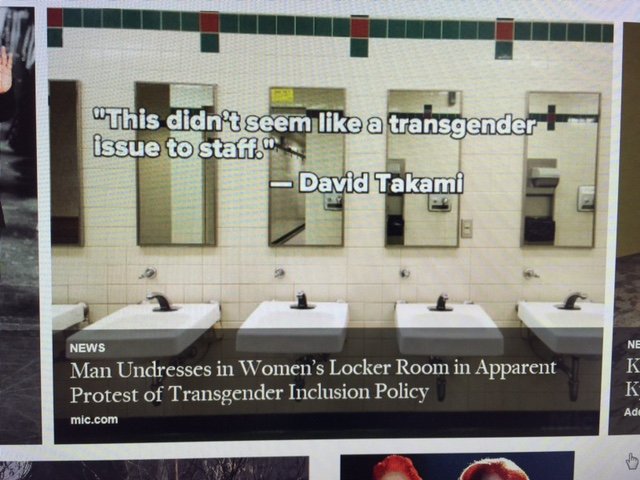 "This didn't seem like a transgender
issue to staff."
— David Takami
NEWS
Man Undresses in Women's Locker Room in Apparent
Protest of Transgender Inclusion Policy
mic.com